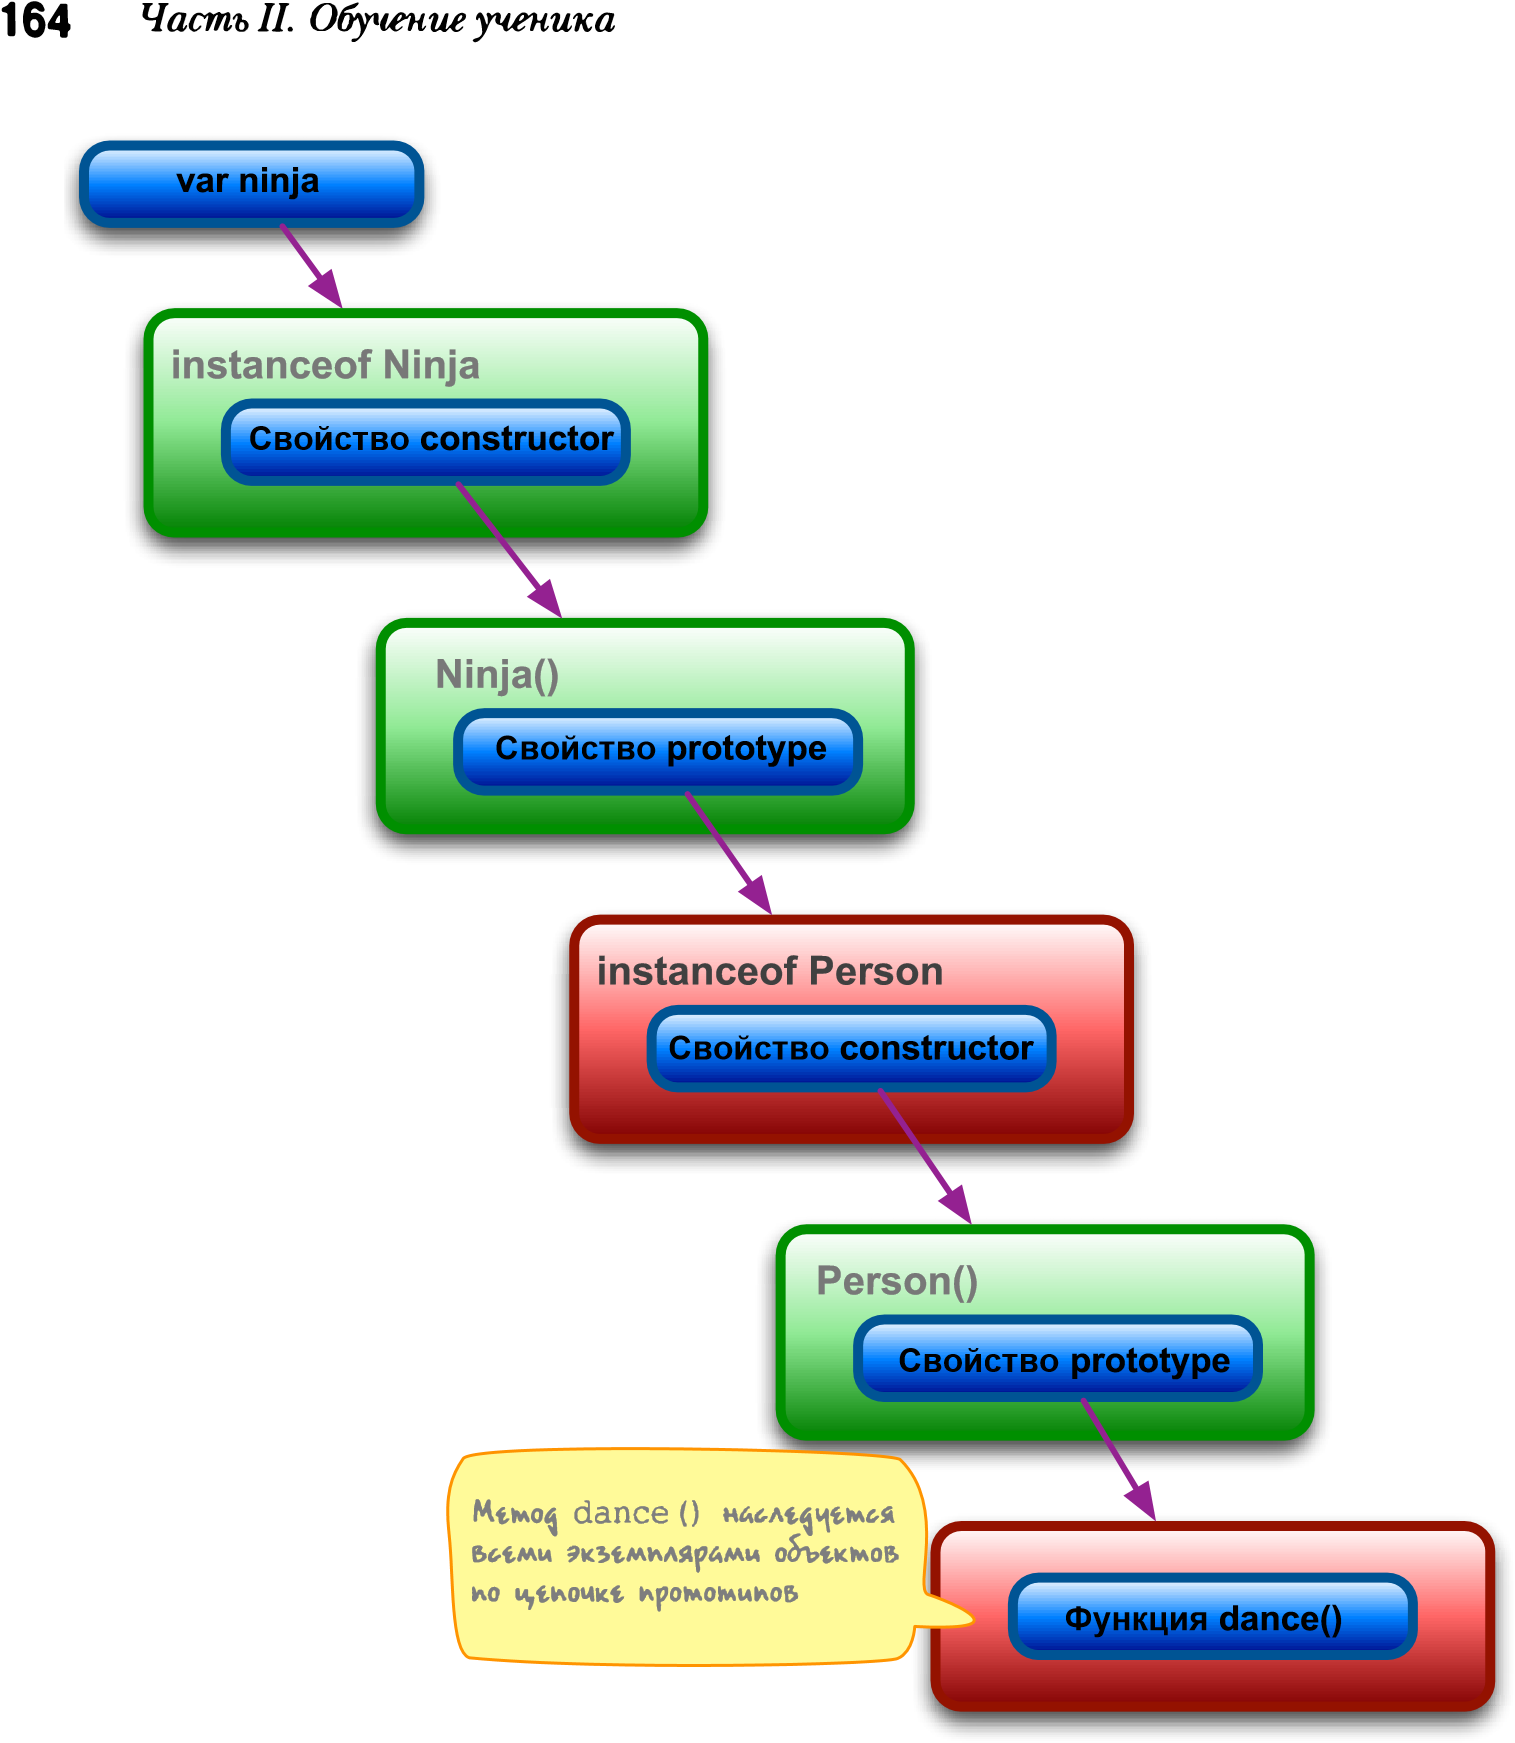 164 Часть II. Обучение ученика
var ninja
instanceof Ninja
Свойство constructor
Ninja()
Свойство prototype
instanceof Person
Свойство constructor
Person()
Свойство prototype
Метод dance() наследуется
всеми экземплярами объектов
по цепочке прототипов
Функция dance()